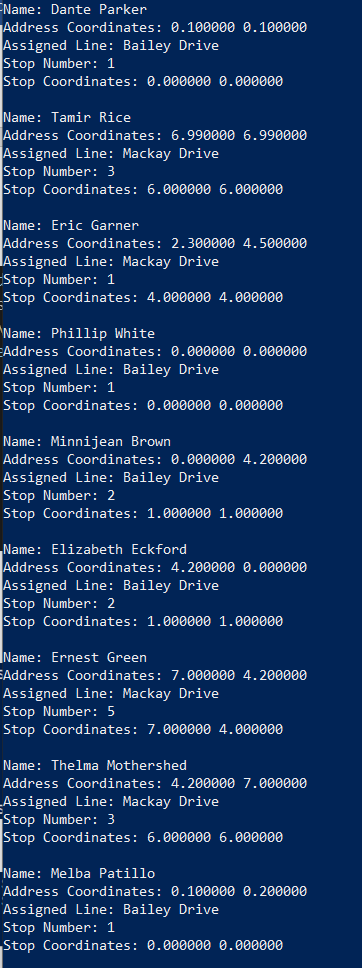 Name: Dante Parker
Address Coordinates: 0.100000 0.100000
Assigned Line: Bailey Drive
Stop Number: 1
Stop Coordinates: 0.000000 0.000000

Name: Tamir Rice
Address Coordinates: 6.990000 6.990000
Assigned Line: Mackay Drive
Stop Number: 3
Stop Coordinates: 6.000000 6.000000

Name: Eric Garner
Address Coordinates: 2.300000 4.500000
Assigned Line: Mackay Drive
Stop Number: 1
Stop Coordinates: 4.000000 4.000000

Name: Phillip White
Address Coordinates: 0.000000 0.000000
Assigned Line: Bailey Drive
Stop Number: 1
Stop Coordinates: 0.000000 0.000000

Name: Minnijean Brown
Address Coordinates: 0.000000 4.200000
Assigned Line: Bailey Drive
Stop Number: 2
Stop Coordinates: 1.000000 1.000000

Name: Elizabeth Eckford
Address Coordinates: 4.200000 0.000000
Assigned Line: Bailey Drive
Stop Number: 2
Stop Coordinates: 1.000000 1.000000

Name: Ernest Green
Address Coordinates: 7.000000 4.200000
Assigned Line: Mackay Drive
Stop Number: 5
Stop Coordinates: 7.000000 4.000000

Name: Thelma Mothershed
Address Coordinates: 4.200000 7.000000
Assigned Line: Mackay Drive
Stop Number: 3
Stop Coordinates: 6.000000 6.000000

Name: Melba Patillo
Address Coordinates: 0.100000 0.200000
Assigned Line: Bailey Drive
Stop Number: 1
Stop Coordinates: 0.000000 0.000000